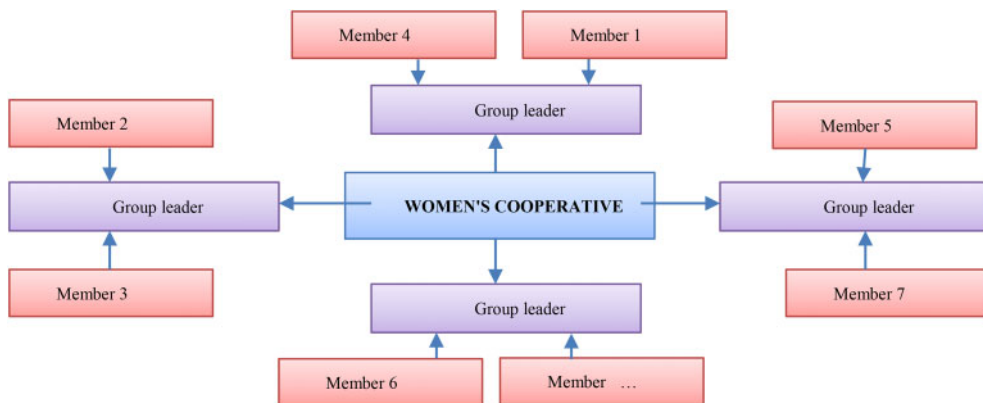 Member 4
Member 1
Group leader
Member 2
Member 5
Group leader
WOMEN'S COOPERATIVE
Group leader
Member 3
Member 7
Group leader
Member 6
Member ...